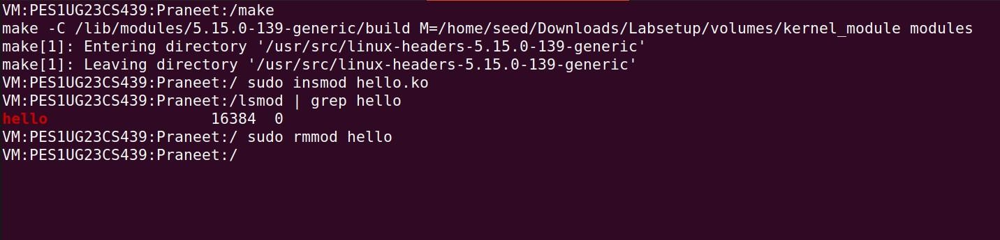 VM:PES1UG23CS439:Praneet:/make
make -C /lib/modules/5.15.0-139-generic/build M=/home/seed/Downloads/Labsetup/volumes/kernel_module modules
make[1]: Entering directory '/usr/src/linux-headers-5.15.0-139-generic'
make[1]: Leaving directory '/usr/src/linux-headers-5.15.0-139-generic'
VM:PES1UG23CS439:Praneet:/ sudo insmod hello.ko
VM:PES1UG23CS439:Praneet:/lsmod | grep hello
hello                  16384  0
VM:PES1UG23CS439:Praneet:/ sudo rmmod hello
VM:PES1UG23CS439:Praneet:/